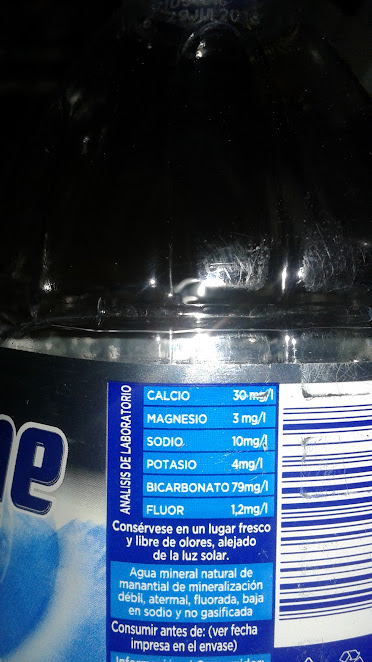 ne
ANALISIS DE LABORATORIO
CALCIO 30 mg/l
MAGNESIO 3 mg/l
SODIO 10mg/l
POTASIO 4mg/l
BICARBONATO 79mg/l
FLUOR 1,2mg/l
Consérvese en un lugar fresco
y libre de olores, alejado
de la luz solar.
Agua mineral natural de
manantial de mineralización
débil, atermal, fluorada, baja
en sodio y no gasificada
Consumir antes de: (ver fecha
impresa en el envase)